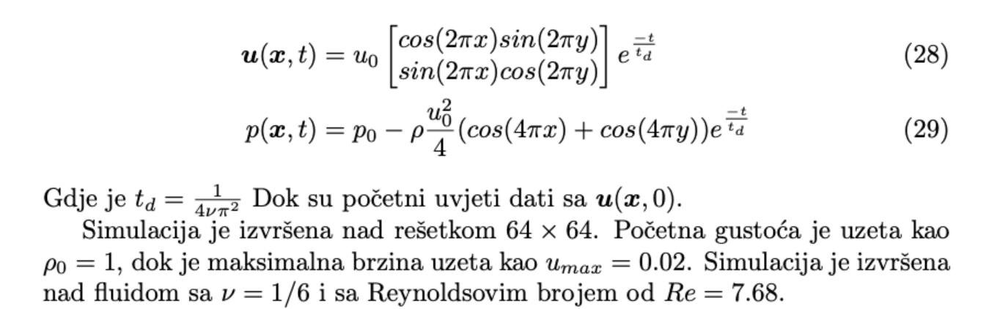 $\boldsymbol{u}(\boldsymbol{x}, t) = u_0 \begin{bmatrix} cos(2\pi x)sin(2\pi y) \\ sin(2\pi x)cos(2\pi y) \end{bmatrix} e^{\frac{-t}{t_d}}$ (28)
$p(\boldsymbol{x}, t) = p_0 - \rho \frac{u_0^2}{4} (cos(4\pi x) + cos(4\pi y)) e^{\frac{-t}{t_d}}$ (29)
Gdje je $t_d = \frac{1}{4\nu\pi^2}$ Dok su početni uvjeti dati sa $\boldsymbol{u}(\boldsymbol{x}, 0)$.
Simulacija je izvršena nad rešetkom 64 × 64. Početna gustoća je uzeta kao
$\rho_0 = 1$, dok je maksimalna brzina uzeta kao $u_{max} = 0.02$. Simulacija je izvršena
nad fluidom sa $\nu = 1/6$ i sa Reynoldsovim brojem od $Re = 7.68$.